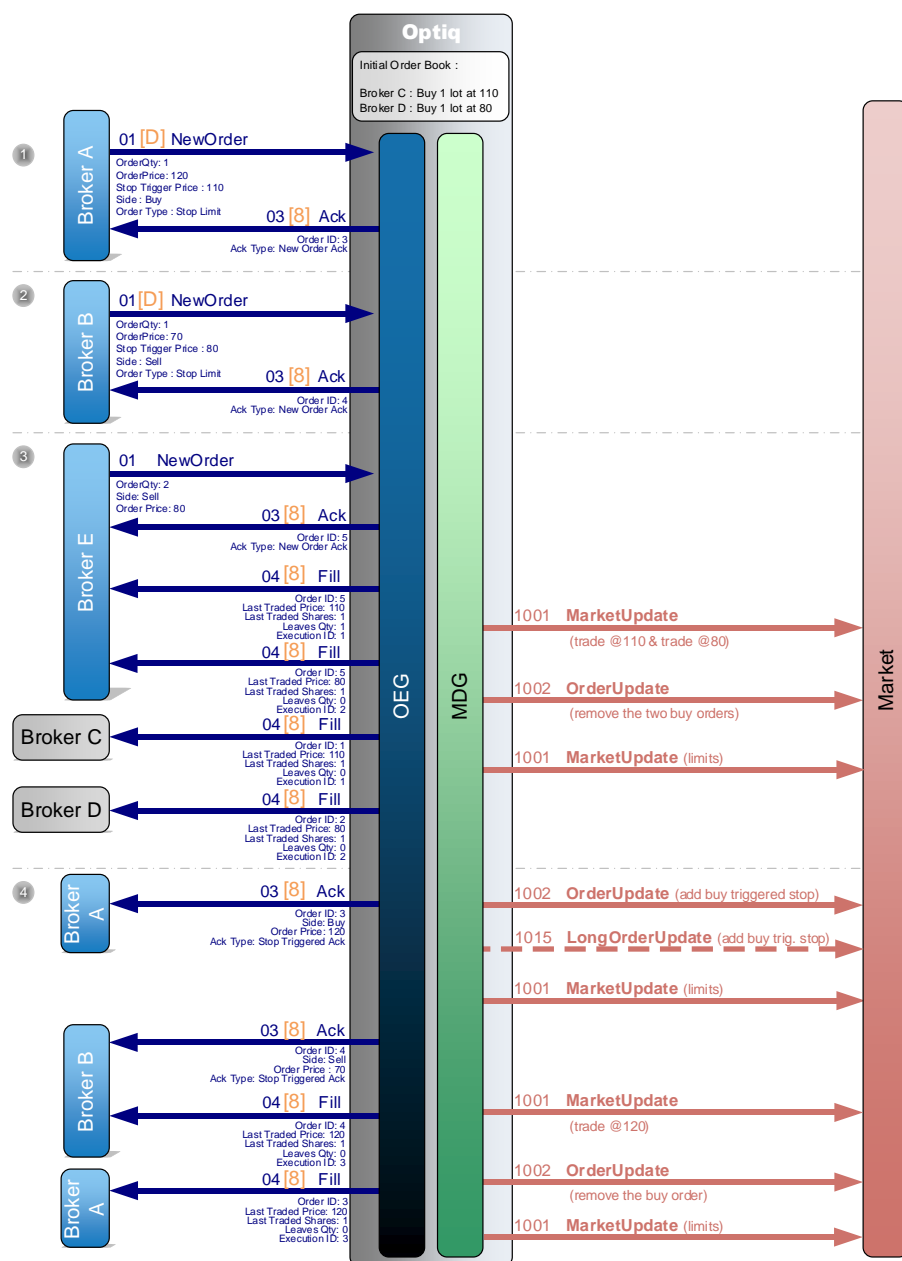 Optiq
Initial Order Book :
Broker C : Buy 1 lot at 110
Broker D : Buy 1 lot at 80
OEG
MDG
Market
1
Broker A
01 [D] NewOrder
OrderQty: 1
OrderPrice: 120
Stop Trigger Price : 110
Side : Buy
Order Type : Stop Limit
03 [8] Ack
Order ID: 3
Ack Type: New Order Ack
2
Broker B
01 [D] NewOrder
OrderQty: 1
OrderPrice: 70
Stop Trigger Price : 80
Side : Sell
Order Type : Stop Limit
03 [8] Ack
Order ID: 4
Ack Type: New Order Ack
3
Broker E
01 NewOrder
OrderQty: 2
Side: Sell
Order Price: 80
03 [8] Ack
Order ID: 5
Ack Type: New Order Ack
04 [8] Fill
Order ID: 5
Last Traded Price: 110
Last Traded Shares: 1
Leaves Qty: 1
Execution ID: 1
1001 MarketUpdate
(trade @110 & trade @80)
04 [8] Fill
Order ID: 5
Last Traded Price: 80
Last Traded Shares: 1
Leaves Qty: 0
Execution ID: 2
1002 OrderUpdate
(remove the two buy orders)
Broker C
04 [8] Fill
Order ID: 1
Last Traded Price: 110
Last Traded Shares: 1
Leaves Qty: 0
Execution ID: 1
1001 MarketUpdate (limits)
Broker D
04 [8] Fill
Order ID: 2
Last Traded Price: 80
Last Traded Shares: 1
Leaves Qty: 0
Execution ID: 2
4
Broker
A
03 [8] Ack
Order ID: 3
Side: Buy
Order Price: 120
Ack Type: Stop Triggered Ack
1002 OrderUpdate (add buy triggered stop)
1015 LongOrderUpdate (add buy trig. stop)
1001 MarketUpdate (limits)
Broker B
03 [8] Ack
Order ID: 4
Side: Sell
Order Price : 70
Ack Type: Stop Triggered Ack
04 [8] Fill
Order ID: 4
Last Traded Price: 120
Last Traded Shares: 1
Leaves Qty: 0
Execution ID: 3
1001 MarketUpdate
(trade @120)
Broker
A
04 [8] Fill
Order ID: 3
Last Traded Price: 120
Last Traded Shares: 1
Leaves Qty: 0
Execution ID: 3
1002 OrderUpdate
(remove the buy order)
1001 MarketUpdate (limits)